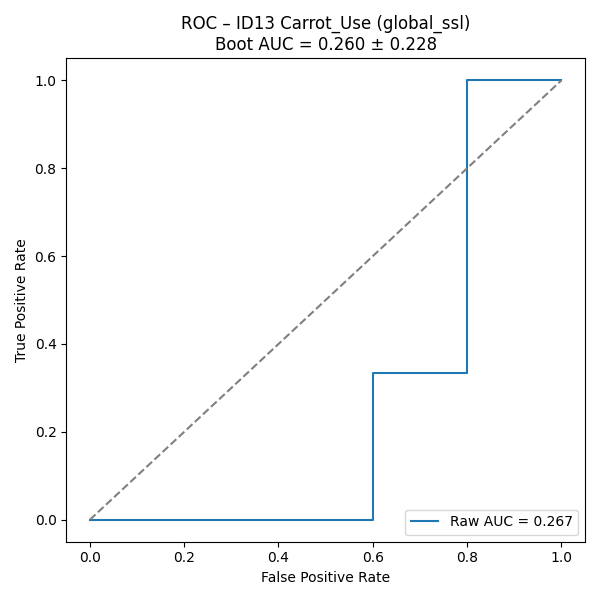 ROC – ID13 Carrot_Use (global_ssl)
Boot AUC = 0.260 ± 0.228
True Positive Rate
1.0
0.8
0.6
0.4
0.2
0.0
Raw AUC = 0.267
0.0 0.2 0.4 0.6 0.8 1.0
False Positive Rate